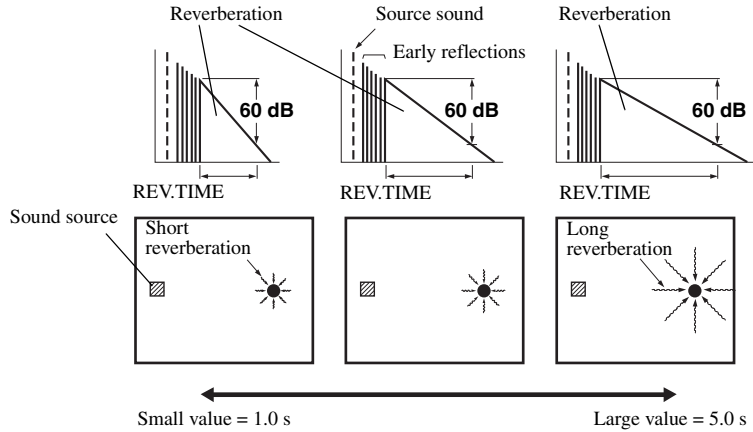 Reverberation
Source sound
Reverberation
Early reflections
60 dB
60 dB
60 dB
REV.TIME
REV.TIME
REV.TIME
Sound source
Short
reverberation
Long
reverberation
Small value = 1.0 s
Large value = 5.0 s